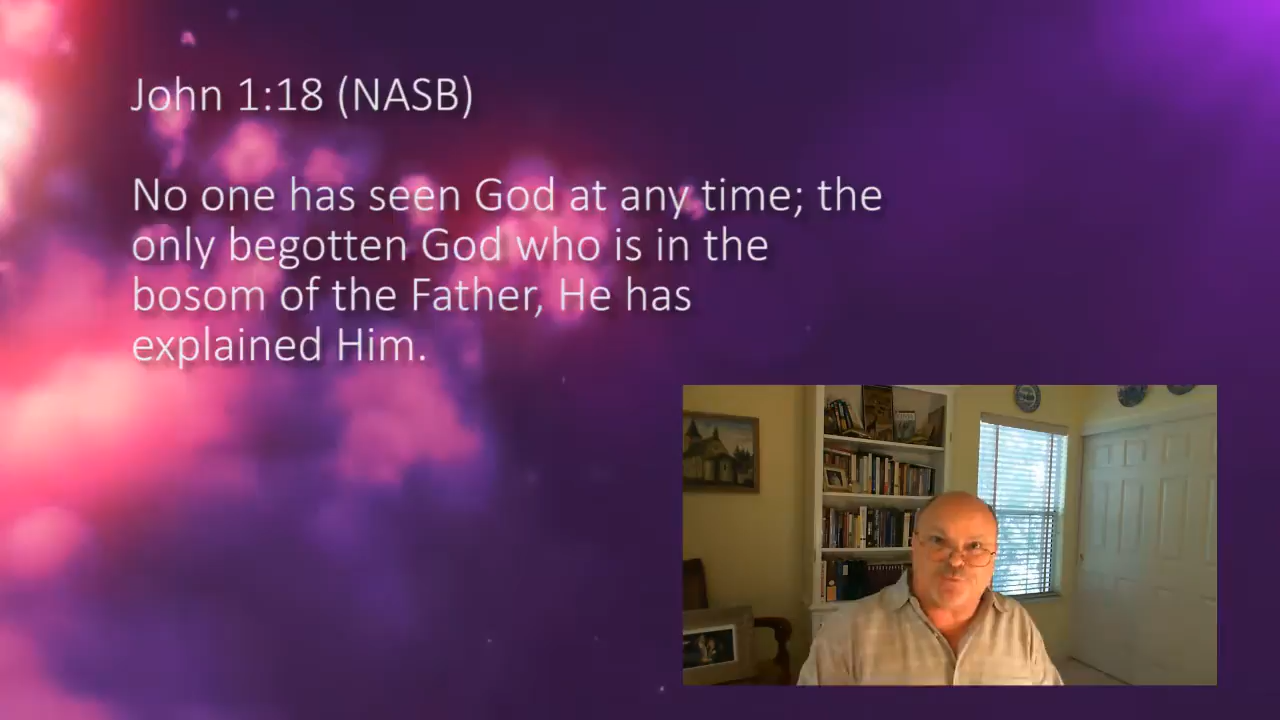 John 1:18 (NASB)
No one has seen God at any time; the
only begotten God who is in the
bosom of the Father, He has
explained Him.